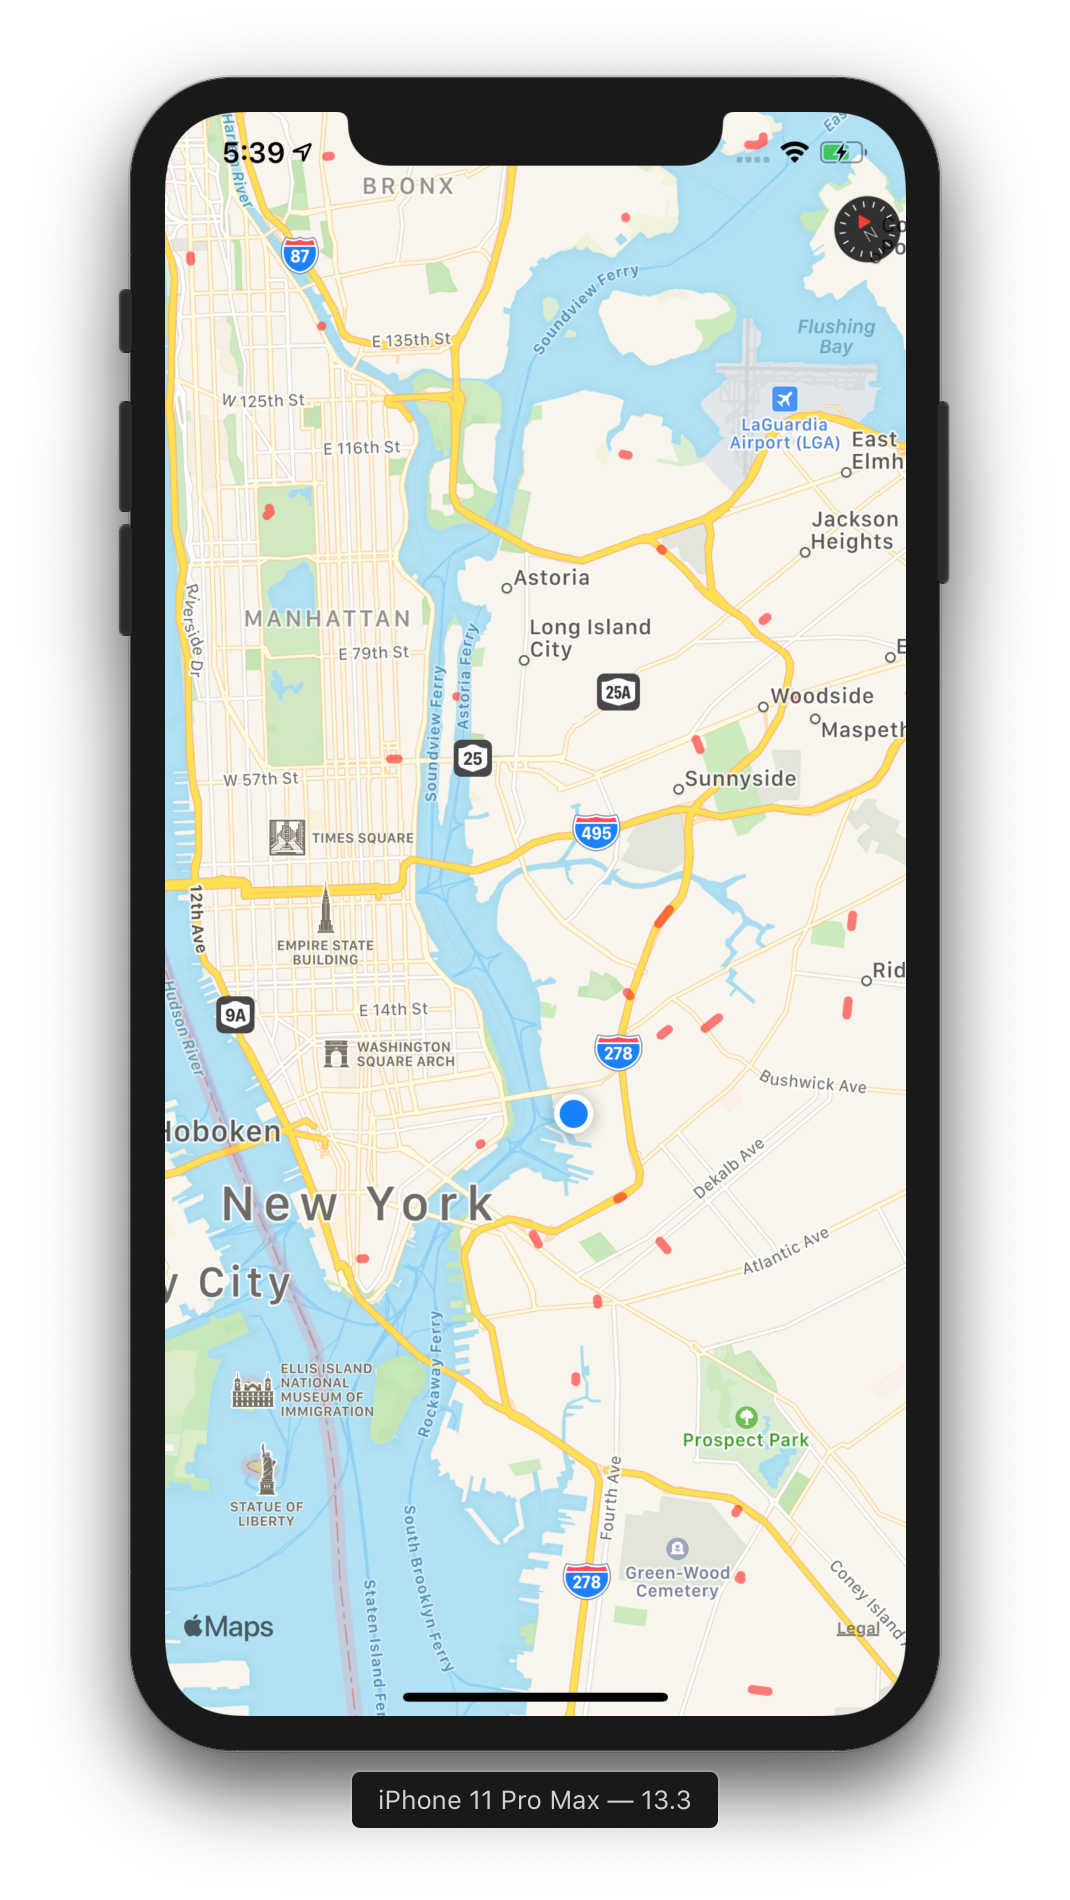 5:39
East
Harlem River
BRONX
87
N
Soundview Ferry
Flushing
Bay
E 135th St
LaGuardia
Airport (LGA)
W 125th St
East
Elmh
E 116th St
Jackson
Heights
Astoria
Riverside Dr
MANHATTAN
Long Island
City
E 79th St
Astoria Ferry
Soundview Ferry
25A
Woodside
Maspeth
25
W 57th St
Sunnyside
TIMES SQUARE
495
12th Ave
EMPIRE STATE
BUILDING
Rid
Hudson River
9A
E 14th St
WASHINGTON
SQUARE ARCH
278
Bushwick Ave
Hoboken
Dekalb Ave
New York
Atlantic Ave
y City
Rockaway Ferry
ELLIS ISLAND
NATIONAL
MUSEUM OF
IMMIGRATION
Prospect Park
STATUE OF
LIBERTY
Fourth Ave
South Brooklyn Ferry
278
Green-Wood
Cemetery
Coney Island A
Staten Island Fer
Maps
Legal
iPhone 11 Pro Max — 13.3